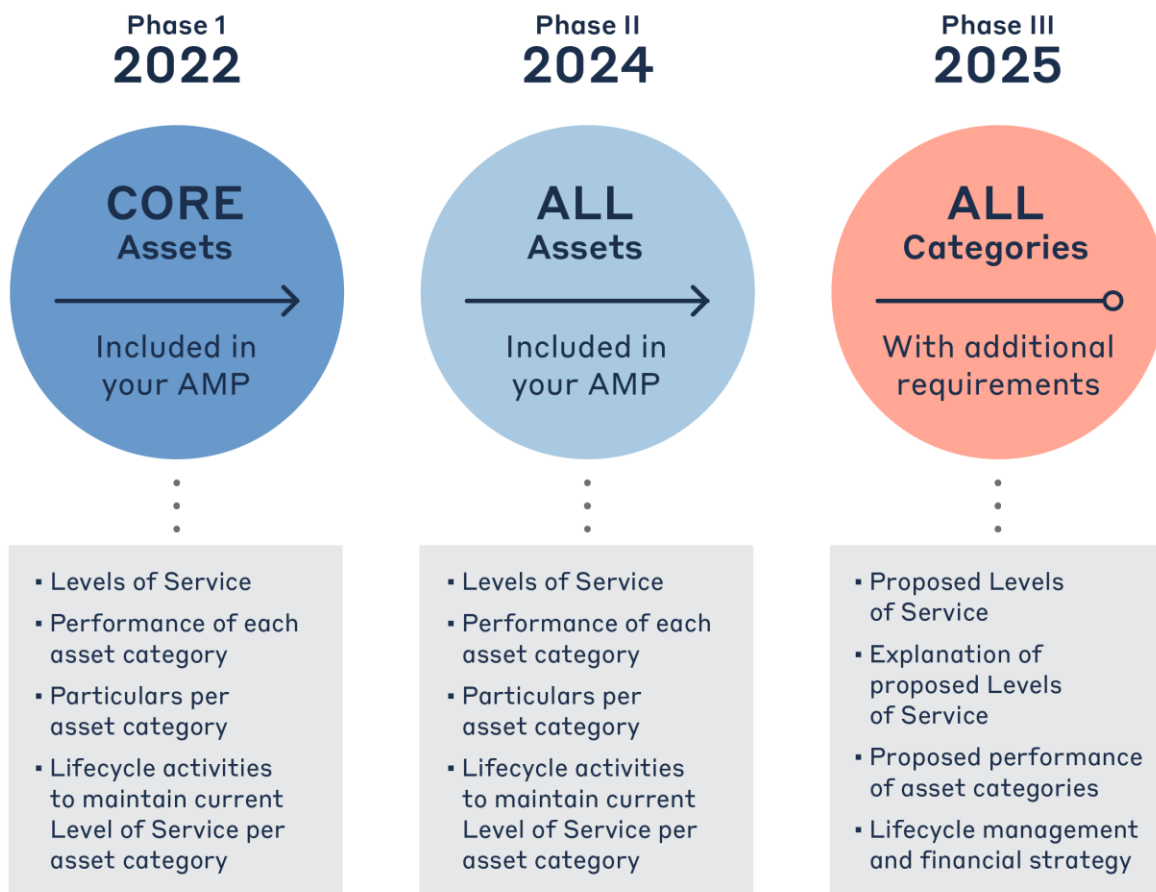 Phase 1
2022
CORE
Assets
Included in
your AMP
▪ Levels of Service
▪ Performance of each
asset category
▪ Particulars per
asset category
▪ Lifecycle activities
to maintain current
Level of Service per
asset category
Phase II
2024
ALL
Assets
Included in
your AMP
▪ Levels of Service
▪ Performance of each
asset category
▪ Particulars per
asset category
▪ Lifecycle activities
to maintain current
Level of Service per
asset category
Phase III
2025
ALL
Categories
With additional
requirements
▪ Proposed Levels
of Service
▪ Explanation of
proposed Levels
of Service
▪ Proposed performance
of asset categories
▪ Lifecycle management
and financial strategy